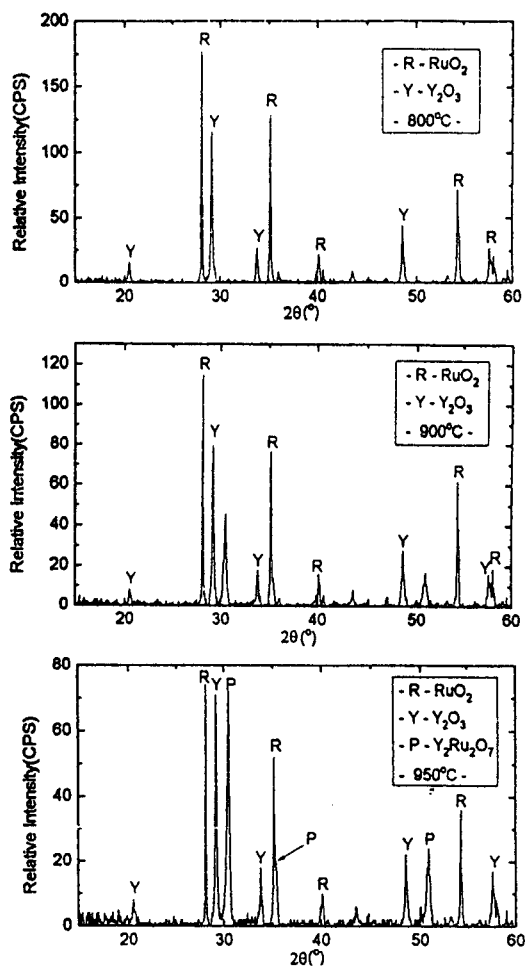 200
150
100
50
0
Relative Intensity(CPS)
R
Y
Y
Y
R
R
Y
R
R
- R - RuO₂
- Y - Y₂O₃
- 800°C -
20 30 40 50 60
2θ(°)
120
100
80
60
40
20
0
Relative Intensity(CPS)
R
Y
Y
Y
R
R
Y
R
Y R
- R - RuO₂
- Y - Y₂O₃
- 900°C -
20 30 40 50 60
2θ(°)
80
60
40
20
0
Relative Intensity(CPS)
R Y P
Y
Y
R
P
R
Y
P
R
Y
- R - RuO₂
- Y - Y₂O₃
- P - Y₂Ru₂O₇
- 950°C -
20 30 40 50 60
2θ(°)